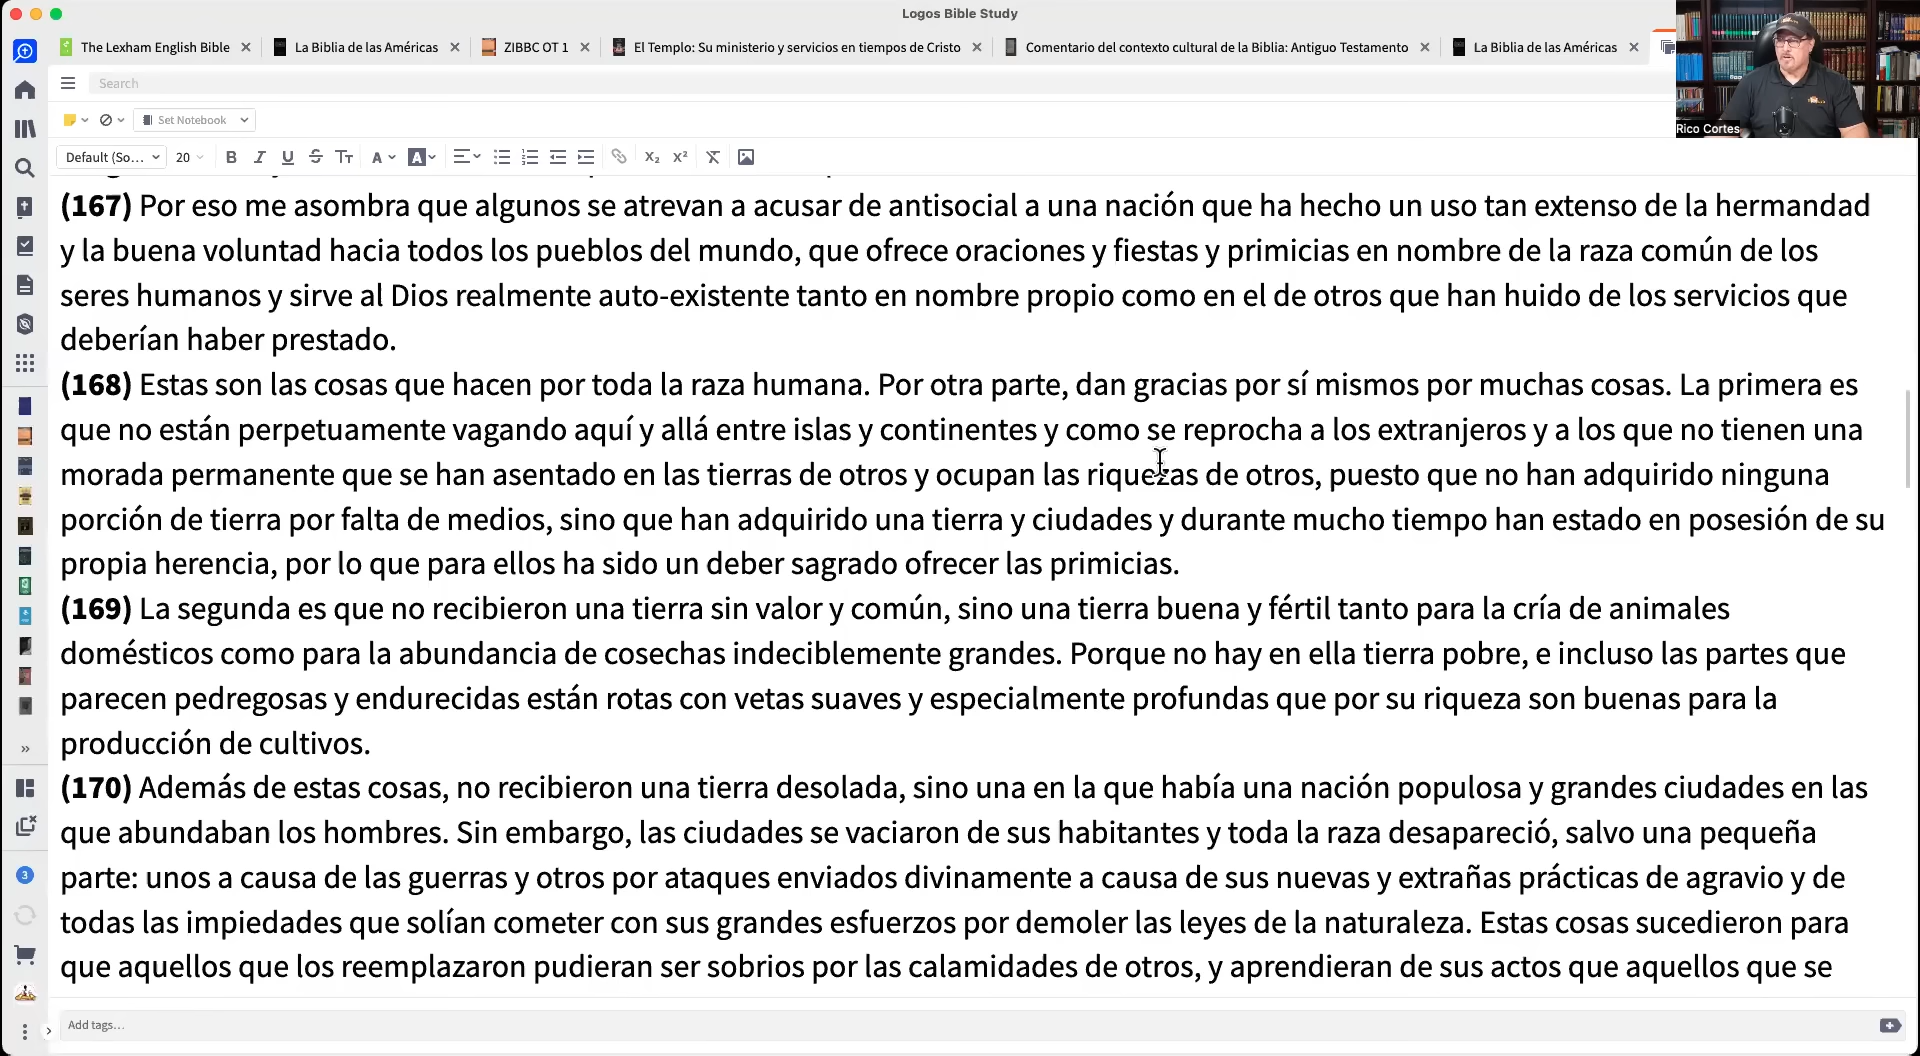 Logos Bible Study
The Lexham English Bible
La Biblia de las Américas
ZIBBC OT 1
El Templo: Su ministerio y servicios en tiempos de Cristo
Comentario del contexto cultural de la Biblia: Antiguo Testamento
La Biblia de las Américas
Search
Rico Cortes
Set Notebook
Default (So...
20
(167) Por eso me asombra que algunos se atrevan a acusar de antisocial a una nación que ha hecho un uso tan extenso de la hermandad
y la buena voluntad hacia todos los pueblos del mundo, que ofrece oraciones y fiestas y primicias en nombre de la raza común de los
seres humanos y sirve al Dios realmente auto-existente tanto en nombre propio como en el de otros que han huido de los servicios que
deberían haber prestado.
(168) Estas son las cosas que hacen por toda la raza humana. Por otra parte, dan gracias por sí mismos por muchas cosas. La primera es
que no están perpetuamente vagando aquí y allá entre islas y continentes y como se reprocha a los extranjeros y a los que no tienen una
morada permanente que se han asentado en las tierras de otros y ocupan las riquezas de otros, puesto que no han adquirido ninguna
porción de tierra por falta de medios, sino que han adquirido una tierra y ciudades y durante mucho tiempo han estado en posesión de su
propia herencia, por lo que para ellos ha sido un deber sagrado ofrecer las primicias.
(169) La segunda es que no recibieron una tierra sin valor y común, sino una tierra buena y fértil tanto para la cría de animales
domésticos como para la abundancia de cosechas indeciblemente grandes. Porque no hay en ella tierra pobre, e incluso las partes que
parecen pedregosas y endurecidas están rotas con vetas suaves y especialmente profundas que por su riqueza son buenas para la
producción de cultivos.
(170) Además de estas cosas, no recibieron una tierra desolada, sino una en la que había una nación populosa y grandes ciudades en las
que abundaban los hombres. Sin embargo, las ciudades se vaciaron de sus habitantes y toda la raza desapareció, salvo una pequeña
parte: unos a causa de las guerras y otros por ataques enviados divinamente a causa de sus nuevas y extrañas prácticas de agravio y de
todas las impiedades que solían cometer con sus grandes esfuerzos por demoler las leyes de la naturaleza. Estas cosas sucedieron para
que aquellos que los reemplazaron pudieran ser sobrios por las calamidades de otros, y aprendieran de sus actos que aquellos que se
3
Add tags...